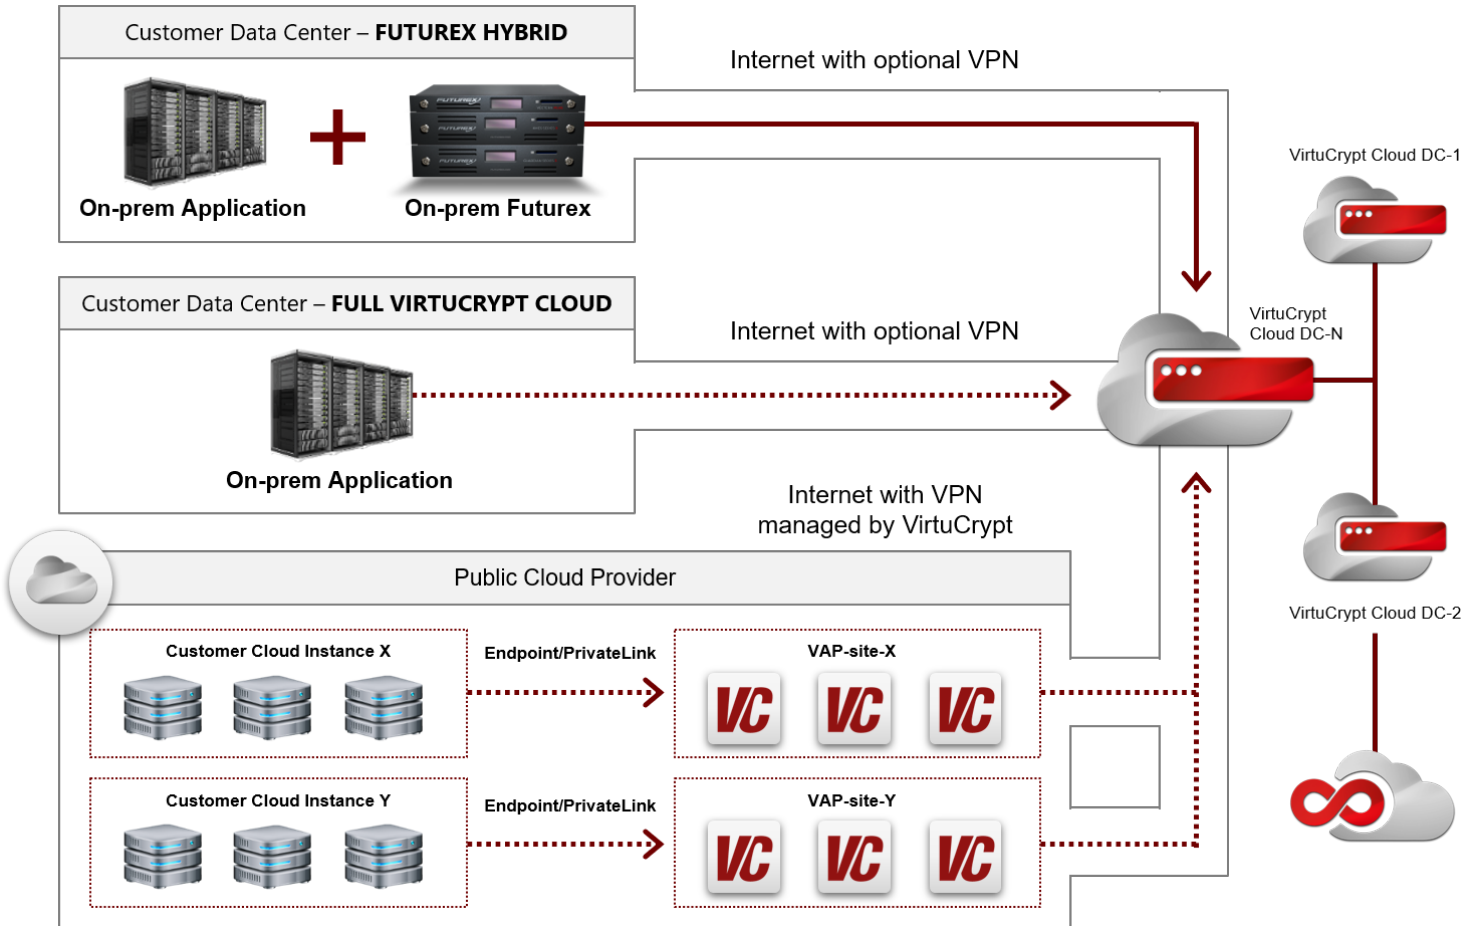 Customer Data Center – FUTUREX HYBRID
Internet with optional VPN
FUTUREX
FUTUREX
FUTUREX
On-prem Application
On-prem Futurex
VirtuCrypt Cloud DC-1
Customer Data Center – FULL VIRTUCRYPT CLOUD
Internet with optional VPN
VirtuCrypt
Cloud DC-N
On-prem Application
Internet with VPN
managed by VirtuCrypt
Public Cloud Provider
VirtuCrypt Cloud DC-2
Customer Cloud Instance X
Endpoint/PrivateLink
VAP-site-X
VC
VC
VC
Customer Cloud Instance Y
Endpoint/PrivateLink
VAP-site-Y
VC
VC
VC